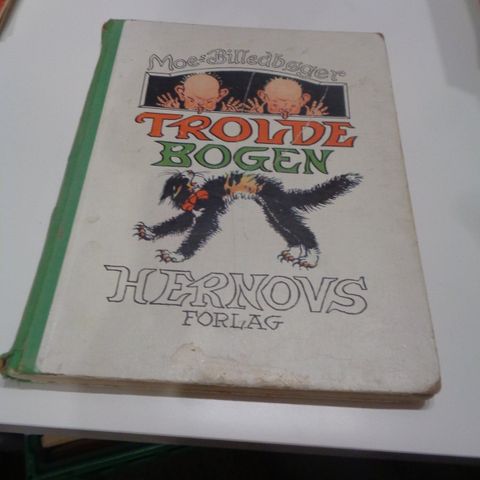 Moe=Billedbøger
TROLDE
BOGEN
HERNOVS
FORLAG